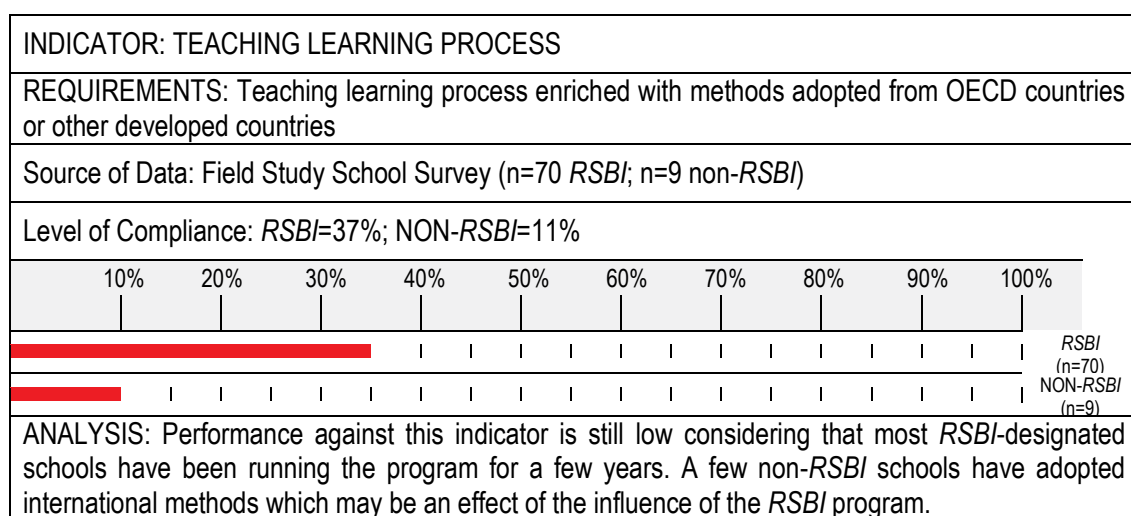 INDICATOR: TEACHING LEARNING PROCESS
REQUIREMENTS: Teaching learning process enriched with methods adopted from OECD countries
or other developed countries
Source of Data: Field Study School Survey (n=70 RSBI; n=9 non-RSBI)
Level of Compliance: RSBI=37%; NON-RSBI=11%
10% 20% 30% 40% 50% 60% 70% 80% 90% 100%
RSBI
(n=70)
NON-RSBI
(n=9)
ANALYSIS: Performance against this indicator is still low considering that most RSBI-designated
schools have been running the program for a few years. A few non-RSBI schools have adopted
international methods which may be an effect of the influence of the RSBI program.